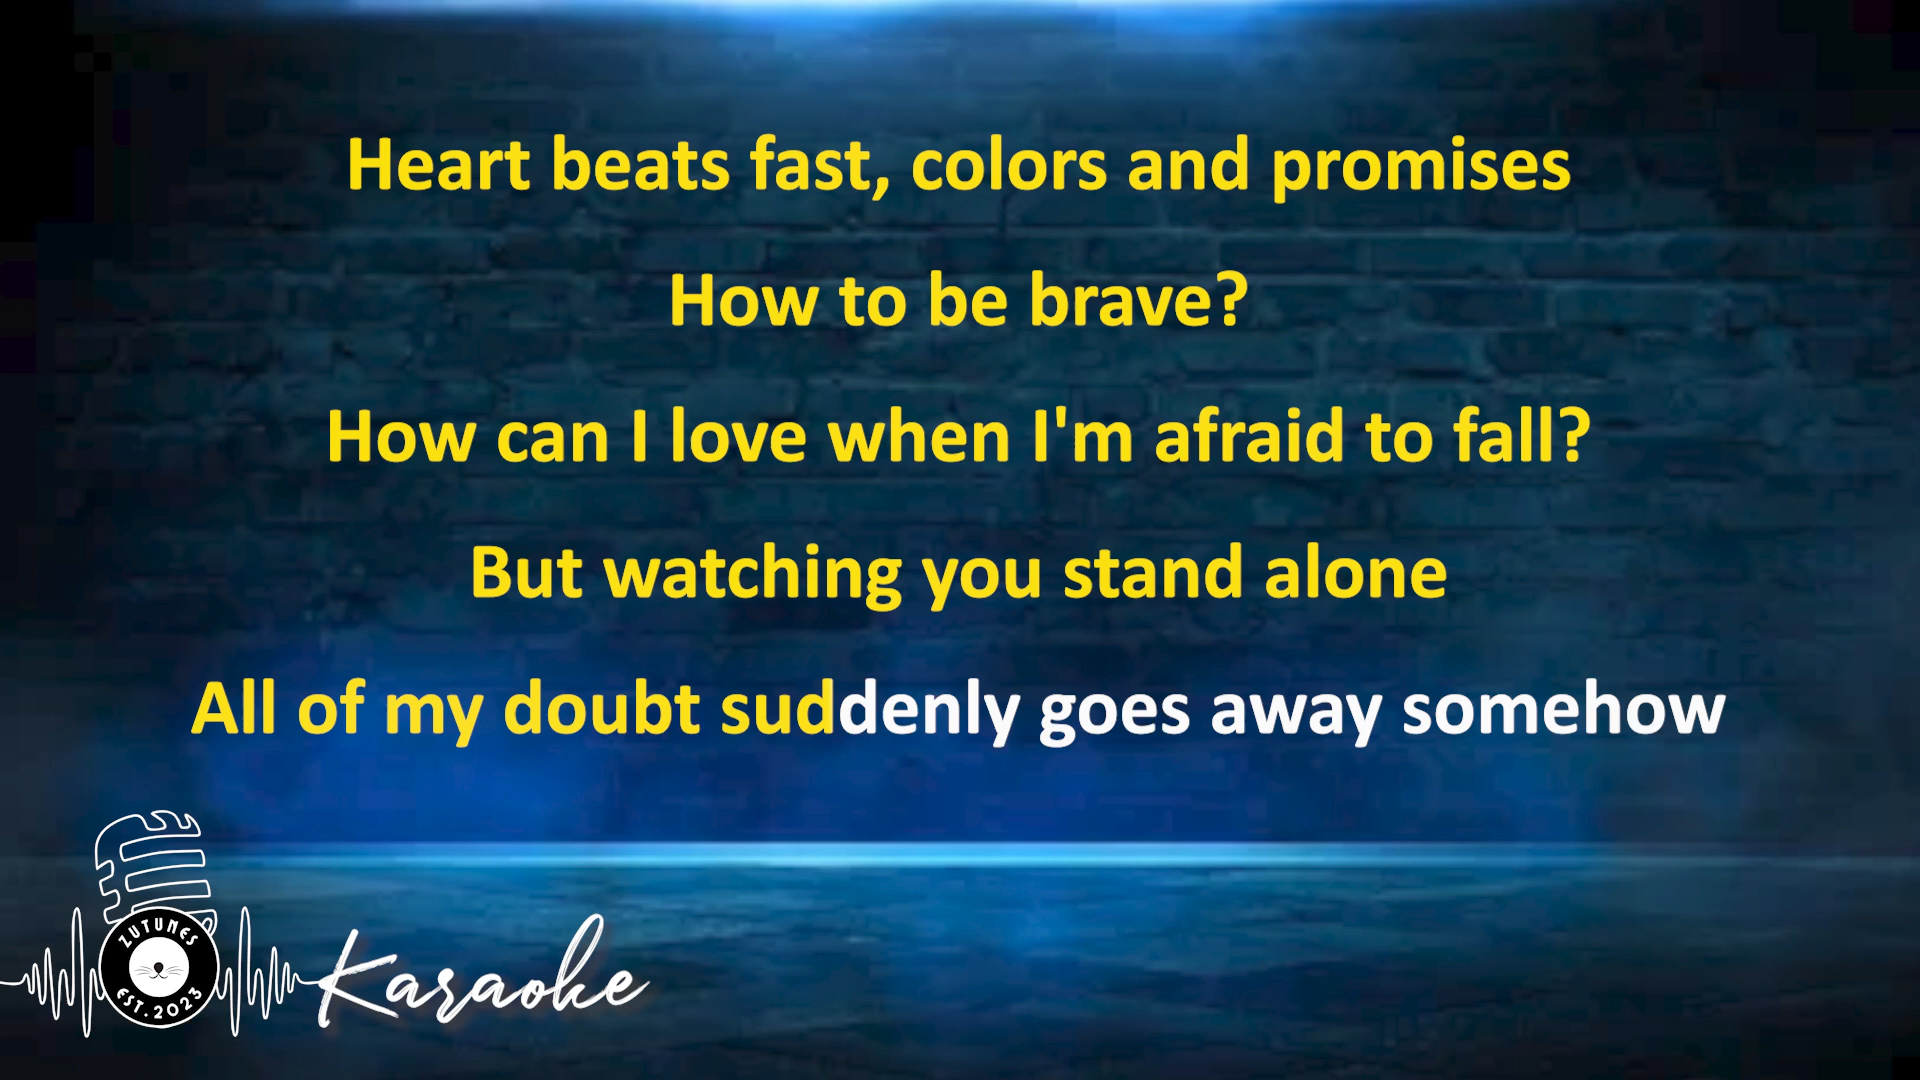 Heart beats fast, colors and promises
How to be brave?
How can I love when I'm afraid to fall?
But watching you stand alone
All of my doubt suddenly goes away somehow
ZUTUNES
EST. 2023
Karaoke